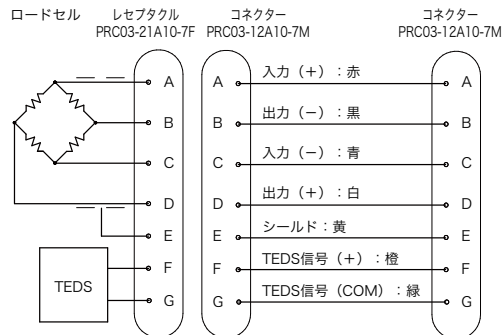 ロードセル
レセプタクル
PRC03-21A10-7F
コネクター
PRC03-12A10-7M
コネクター
PRC03-12A10-7M
A
B
C
D
E
F
G
TEDS
A 入力（+）：赤 A
B 出力（−）：黒 B
C 入力（−）：青 C
D 出力（+）：白 D
E シールド：黄 E
F TEDS信号（+）：橙 F
G TEDS信号（COM）：緑 G